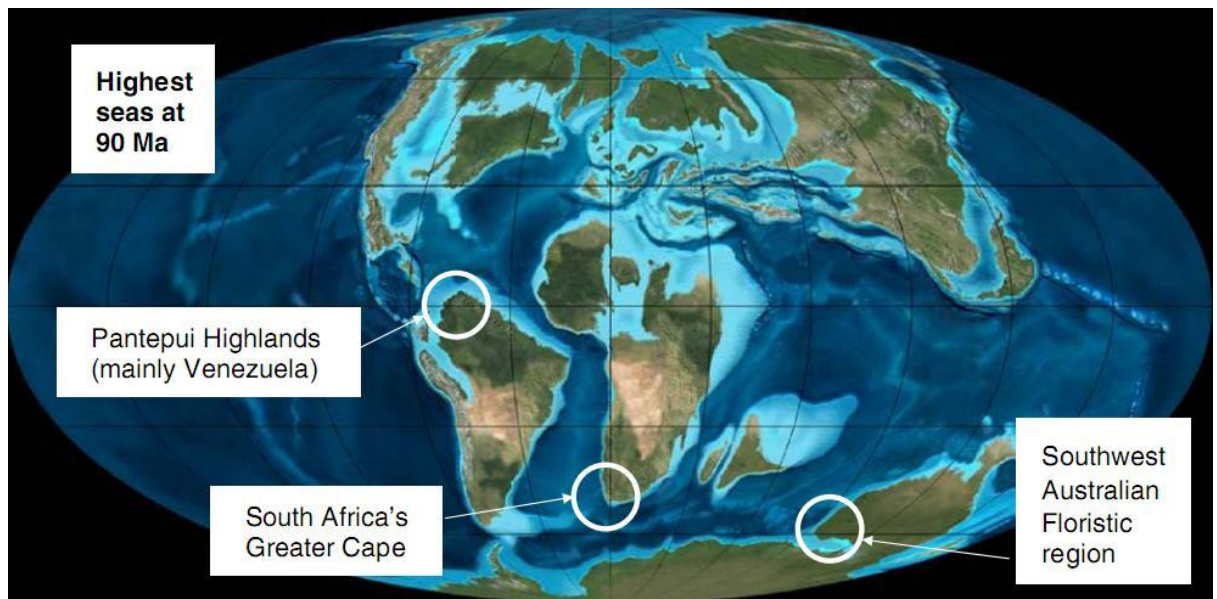 Highest
seas at
90 Ma
Pantepui Highlands
(mainly Venezuela)
South Africa's
Greater Cape
Southwest
Australian
Floristic
region